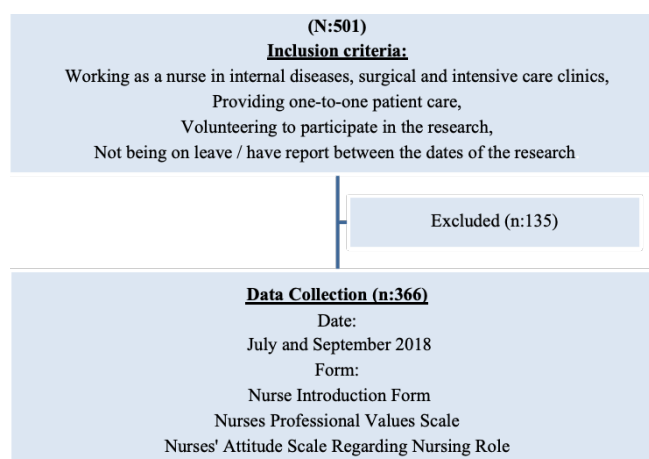 (N:501)
Inclusion criteria:
Working as a nurse in internal diseases, surgical and intensive care clinics,
Providing one-to-one patient care,
Volunteering to participate in the research,
Not being on leave / have report between the dates of the research.
Excluded (n:135)
Data Collection (n:366)
Date:
July and September 2018
Form:
Nurse Introduction Form
Nurses Professional Values Scale
Nurses' Attitude Scale Regarding Nursing Role